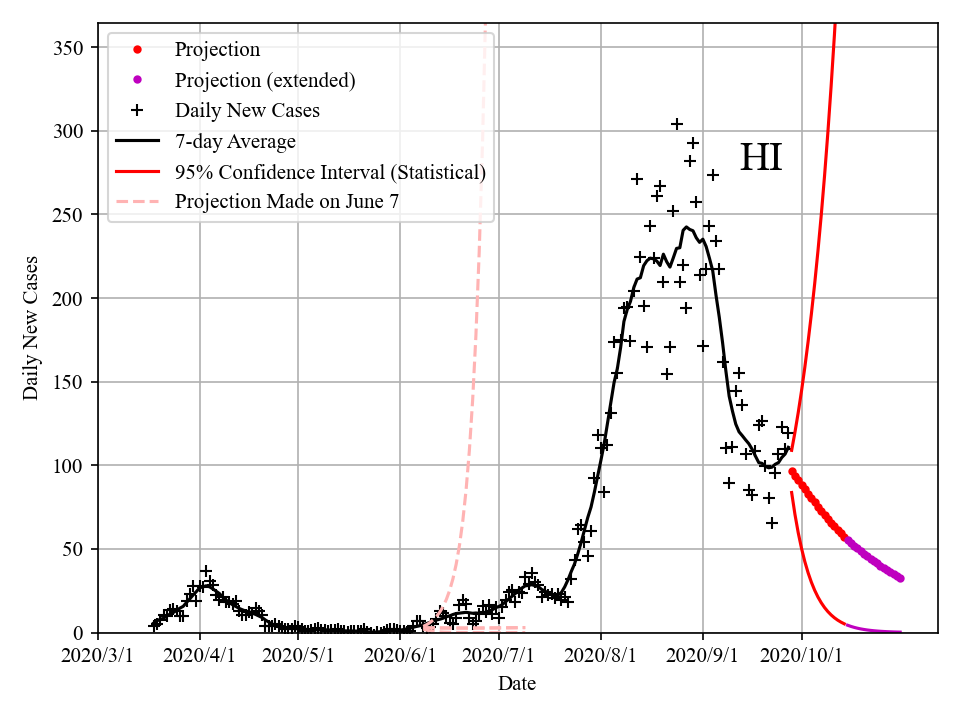 350
300
250
200
150
100
50
0
Daily New Cases
Projection
Projection (extended)
Daily New Cases
7-day Average
95% Confidence Interval (Statistical)
Projection Made on June 7
HI
2020/3/1 2020/4/1 2020/5/1 2020/6/1 2020/7/1 2020/8/1 2020/9/1 2020/10/1
Date